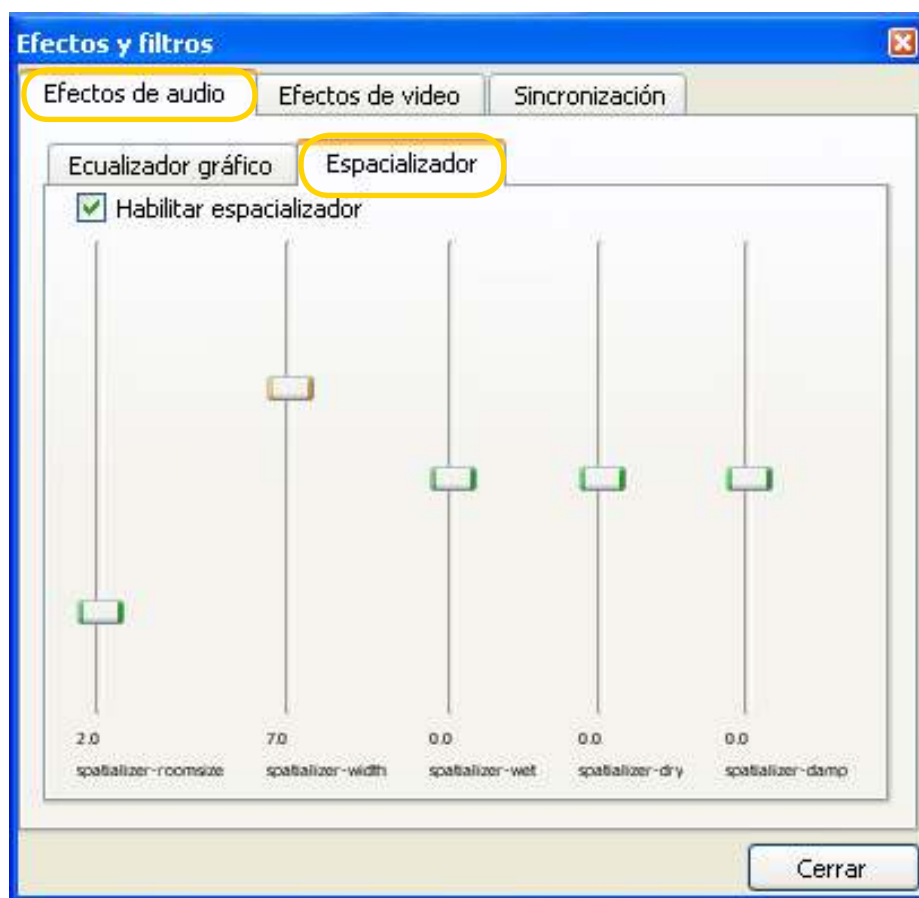 Efectos y filtros
Efectos de audio Efectos de video Sincronización
Ecualizador gráfico Espacializador
Habilitar espacializador
2.0 7.0 0.0 0.0 0.0
spatializer-roomsize spatializer-width spatializer-wet spatializer-dry spatializer-damp
Cerrar